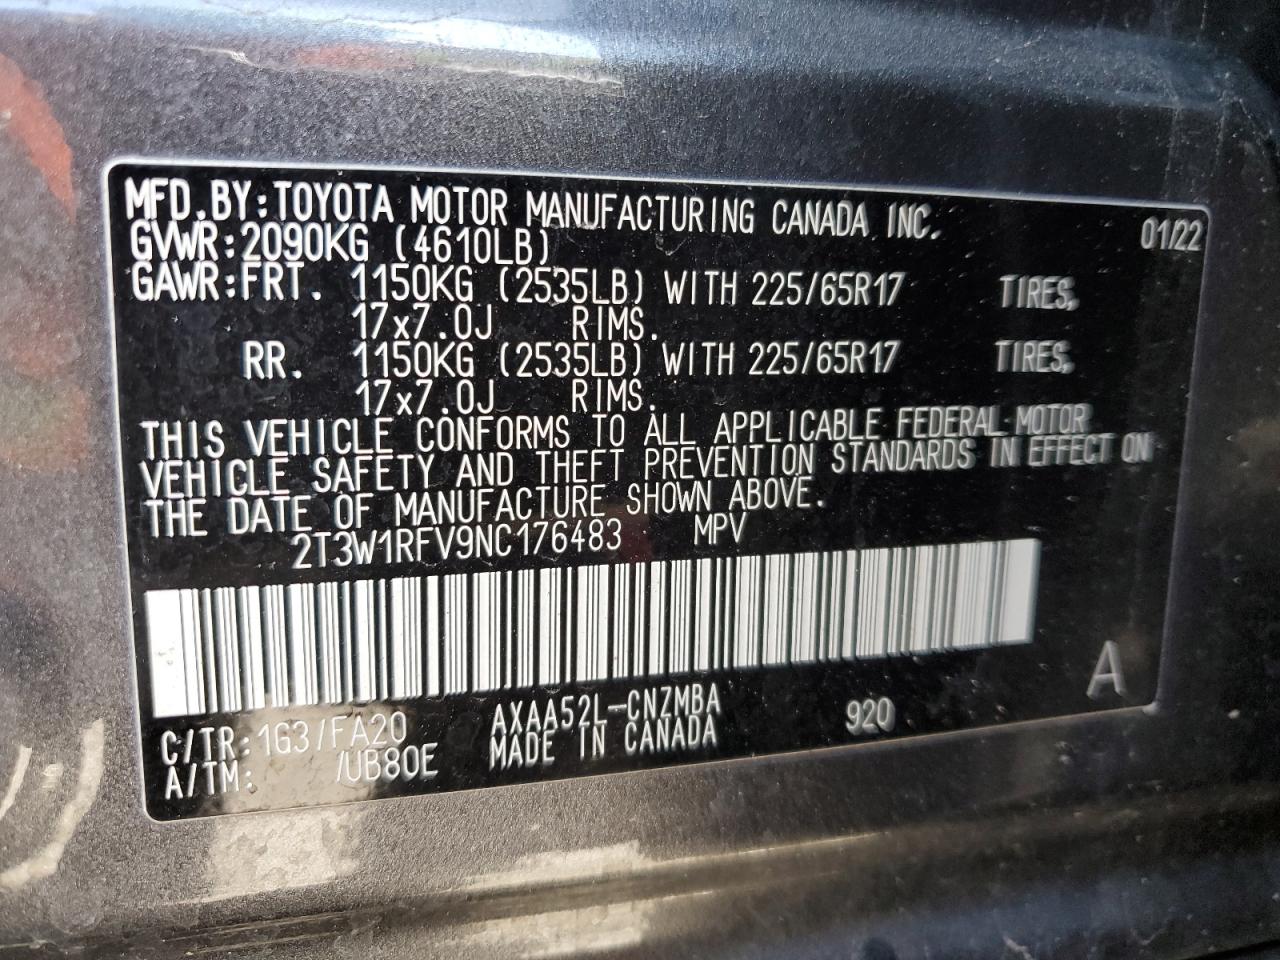 MFD.BY:TOYOTA MOTOR MANUFACTURING CANADA INC. 01/22
GVWR:2090KG (4610LB)
GAWR:FRT. 1150KG (2535LB) WITH 225/65R17 TIRES,
17x7.0J RIMS.
RR. 1150KG (2535LB) WITH 225/65R17 TIRES,
17x7.0J RIMS.
THIS VEHICLE CONFORMS TO ALL APPLICABLE FEDERAL MOTOR
VEHICLE SAFETY AND THEFT PREVENTION STANDARDS IN EFFECT ON
THE DATE OF MANUFACTURE SHOWN ABOVE.
2T3W1RFV9NC176483 MPV
A
C/TR:1G3/FA20 AXAA52L-CNZMBA 920
A/TM: /UB80E MADE IN CANADA